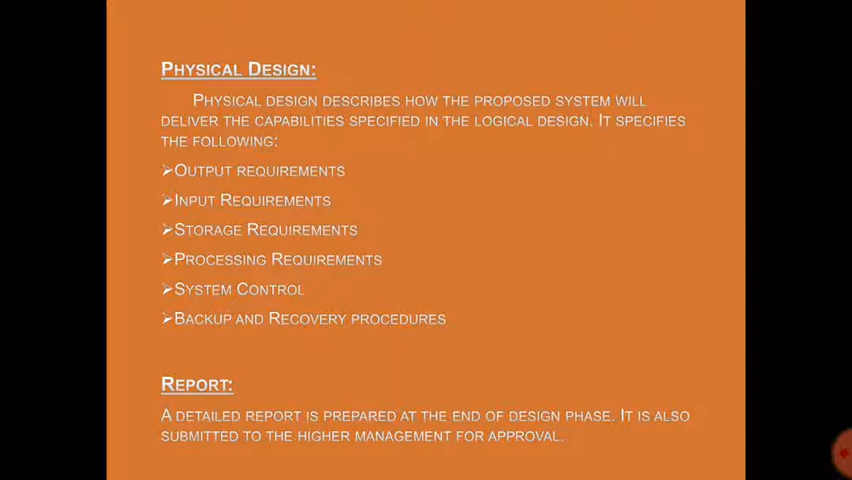 PHYSICAL DESIGN:
PHYSICAL DESIGN DESCRIBES HOW THE PROPOSED SYSTEM WILL
DELIVER THE CAPABILITIES SPECIFIED IN THE LOGICAL DESIGN. IT SPECIFIES
THE FOLLOWING:
➢OUTPUT REQUIREMENTS
➢INPUT REQUIREMENTS
➢STORAGE REQUIREMENTS
➢PROCESSING REQUIREMENTS
➢SYSTEM CONTROL
➢BACKUP AND RECOVERY PROCEDURES
REPORT:
A DETAILED REPORT IS PREPARED AT THE END OF DESIGN PHASE. IT IS ALSO
SUBMITTED TO THE HIGHER MANAGEMENT FOR APPROVAL.